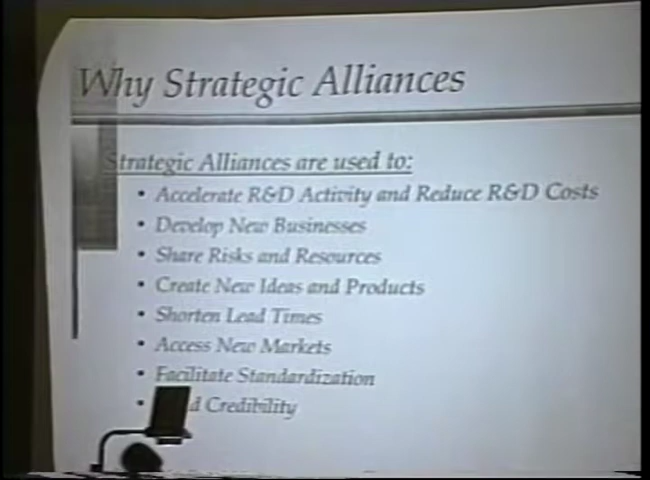 Why Strategic Alliances
Strategic Alliances are used to:
• Accelerate R&D Activity and Reduce R&D Costs
• Develop New Businesses
• Share Risks and Resources
• Create New Ideas and Products
• Shorten Lead Times
• Access New Markets
• Facilitate Standardization
• Credibility